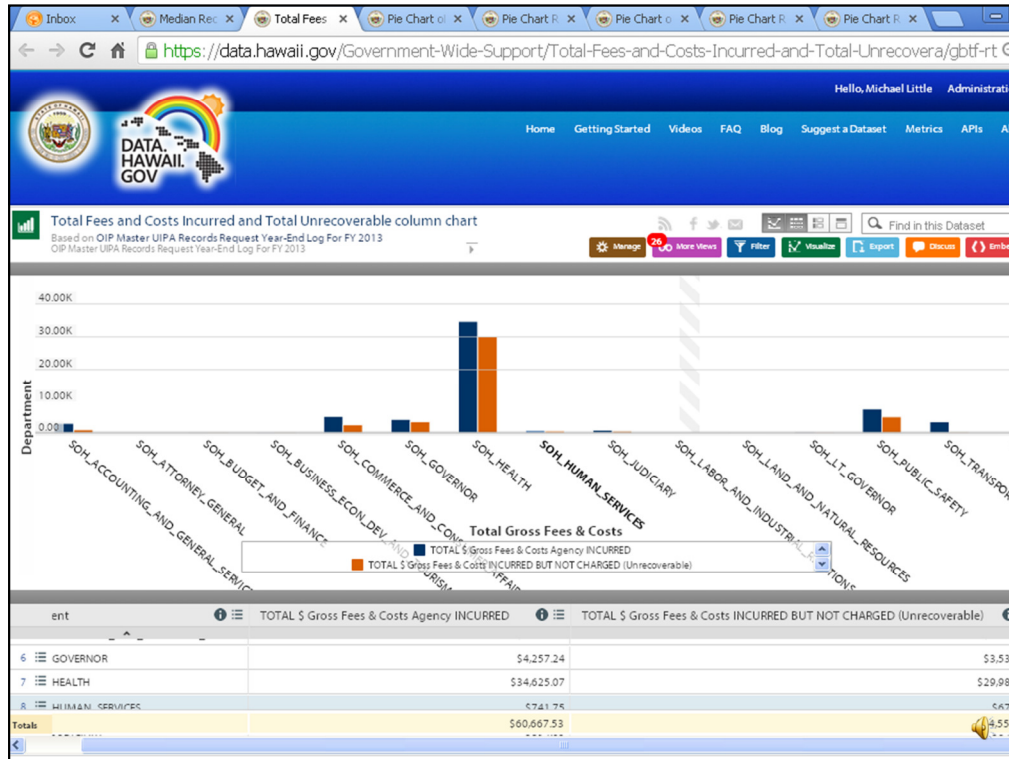 Inbox
Median Rec
Total Fees
Pie Chart of
Pie Chart R
Pie Chart o
Pie Chart R
Pie Chart R
https://data.hawaii.gov/Government-Wide-Support/Total-Fees-and-Costs-Incurred-and-Total-Unrecovera/gbtf-rt
Hello, Michael Little Administrati
DATA.
HAWAII.
GOV
Home Getting Started Videos FAQ Blog Suggest a Dataset Metrics APIs A
Total Fees and Costs Incurred and Total Unrecoverable column chart
Based on OIP Master UIPA Records Request Year-End Log For FY 2013
OIP Master UIPA Records Request Year-End Log For FY 2013
Find in this Dataset
Manage 26 More Views Filter Visualize Export Discuss Embe
40.00K
30.00K
20.00K
10.00K
0.00
Department
SOH_ACCOUNTING_AND_GENERAL_SERVIC
SOH_ATTORNEY_GENERAL
SOH_BUDGET_AND_FINANCE
SOH_BUSINESS_ECON_DEV_AND_TOURISM
SOH_COMMERCE_AND_CONSUMER_AFFAIR
SOH_GOVERNOR
SOH_HEALTH
SOH_HUMAN_SERVICES
SOH_JUDICIARY
SOH_LABOR_AND_INDUSTRIAL_RELATIONS
SOH_LAND_AND_NATURAL_RESOURCES
SOH_LT_GOVERNOR
SOH_PUBLIC_SAFETY
SOH_TRANSPOR
Total Gross Fees & Costs
TOTAL $ Gross Fees & Costs Agency INCURRED
TOTAL $ Gross Fees & Costs INCURRED BUT NOT CHARGED (Unrecoverable)
ent TOTAL $ Gross Fees & Costs Agency INCURRED TOTAL $ Gross Fees & Costs INCURRED BUT NOT CHARGED (Unrecoverable)
6 GOVERNOR $4,257.24 $3,53
7 HEALTH $34,625.07 $29,98
8 HUMAN_SERVICES $741.75 $67
Totals $60,667.53 4,55